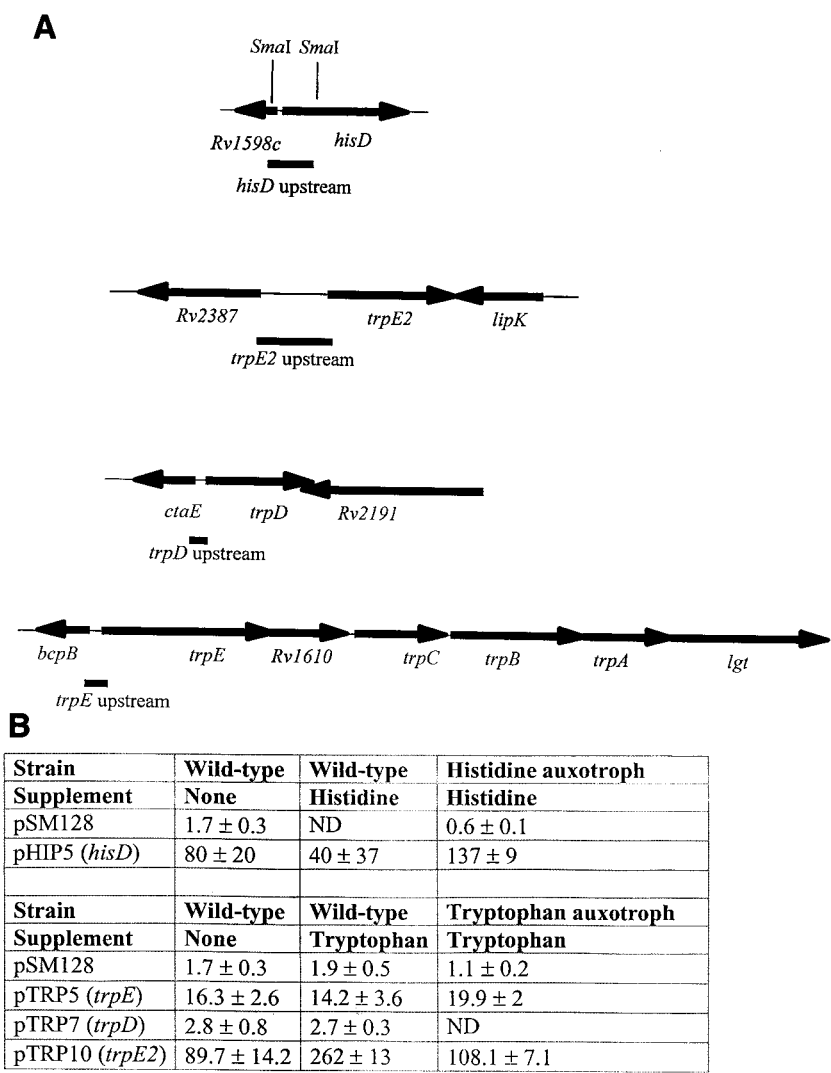 A
SmaI SmaI
Rv1598c hisD
hisD upstream
Rv2387 trpE2 lipK
trpE2 upstream
ctaE trpD Rv2191
trpD upstream
bcpB trpE Rv1610 trpC trpB trpA lgt
trpE upstream
B
Strain Wild-type Wild-type Histidine auxotroph
Supplement None Histidine Histidine
pSM128 1.7 ± 0.3 ND 0.6 ± 0.1
pHIP5 (hisD) 80 ± 20 40 ± 37 137 ± 9
Strain Wild-type Wild-type Tryptophan auxotroph
Supplement None Tryptophan Tryptophan
pSM128 1.7 ± 0.3 1.9 ± 0.5 1.1 ± 0.2
pTRP5 (trpE) 16.3 ± 2.6 14.2 ± 3.6 19.9 ± 2
pTRP7 (trpD) 2.8 ± 0.8 2.7 ± 0.3 ND
pTRP10 (trpE2) 89.7 ± 14.2 262 ± 13 108.1 ± 7.1